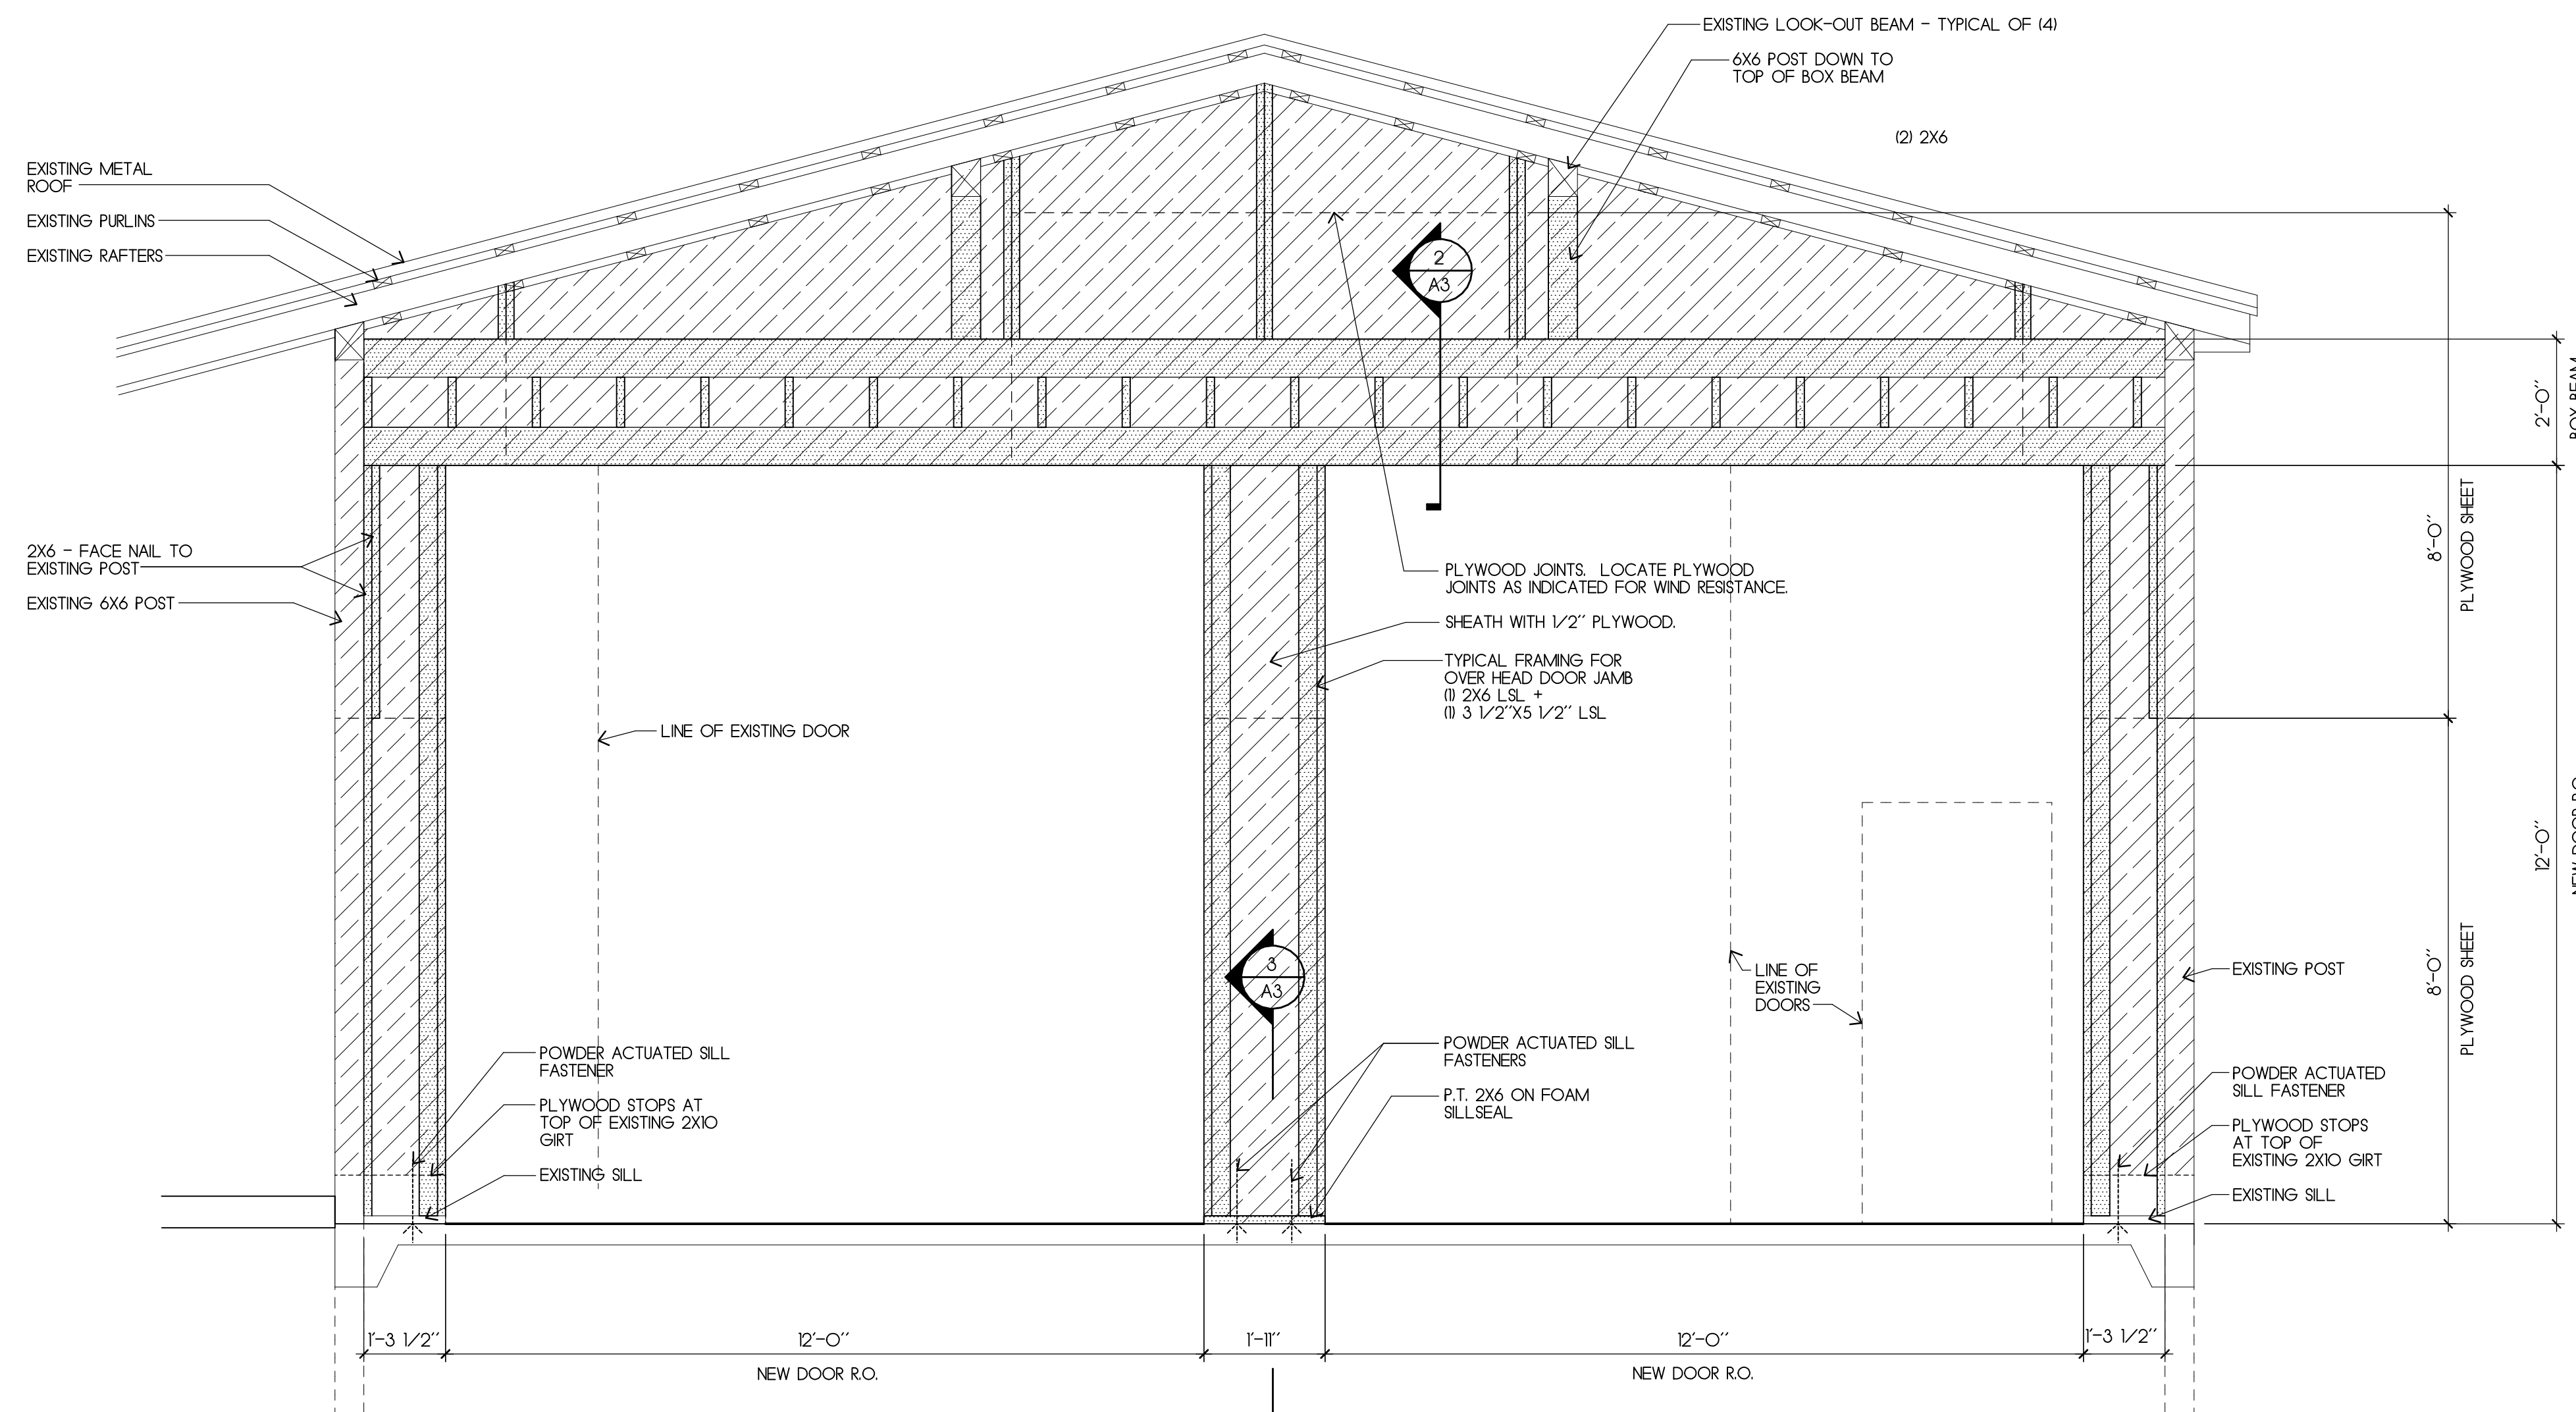 EXISTING LOOK-OUT BEAM - TYPICAL OF (4)
6X6 POST DOWN TO
TOP OF BOX BEAM
(2) 2X6
EXISTING METAL
ROOF
EXISTING PURLINS
EXISTING RAFTERS
2
A3
2'-0"
BOX BEAM
8'-0"
PLYWOOD SHEET
2X6 - FACE NAIL TO
EXISTING POST
EXISTING 6X6 POST
PLYWOOD JOINTS. LOCATE PLYWOOD
JOINTS AS INDICATED FOR WIND RESISTANCE.
SHEATH WITH 1/2" PLYWOOD.
TYPICAL FRAMING FOR
OVER HEAD DOOR JAMB
(1) 2X6 LSL +
(1) 3 1/2"X5 1/2" LSL
LINE OF EXISTING DOOR
12'-0"
3
A3
LINE OF
EXISTING
DOORS
8'-0"
PLYWOOD SHEET
EXISTING POST
POWDER ACTUATED SILL
FASTENER
PLYWOOD STOPS AT
TOP OF EXISTING 2X10
GIRT
EXISTING SILL
POWDER ACTUATED SILL
FASTENERS
P.T. 2X6 ON FOAM
SILLSEAL
POWDER ACTUATED
SILL FASTENER
PLYWOOD STOPS
AT TOP OF
EXISTING 2X10 GIRT
EXISTING SILL
1'-3 1/2"
12'-0"
1'-11"
12'-0"
1'-3 1/2"
NEW DOOR R.O.
NEW DOOR R.O.